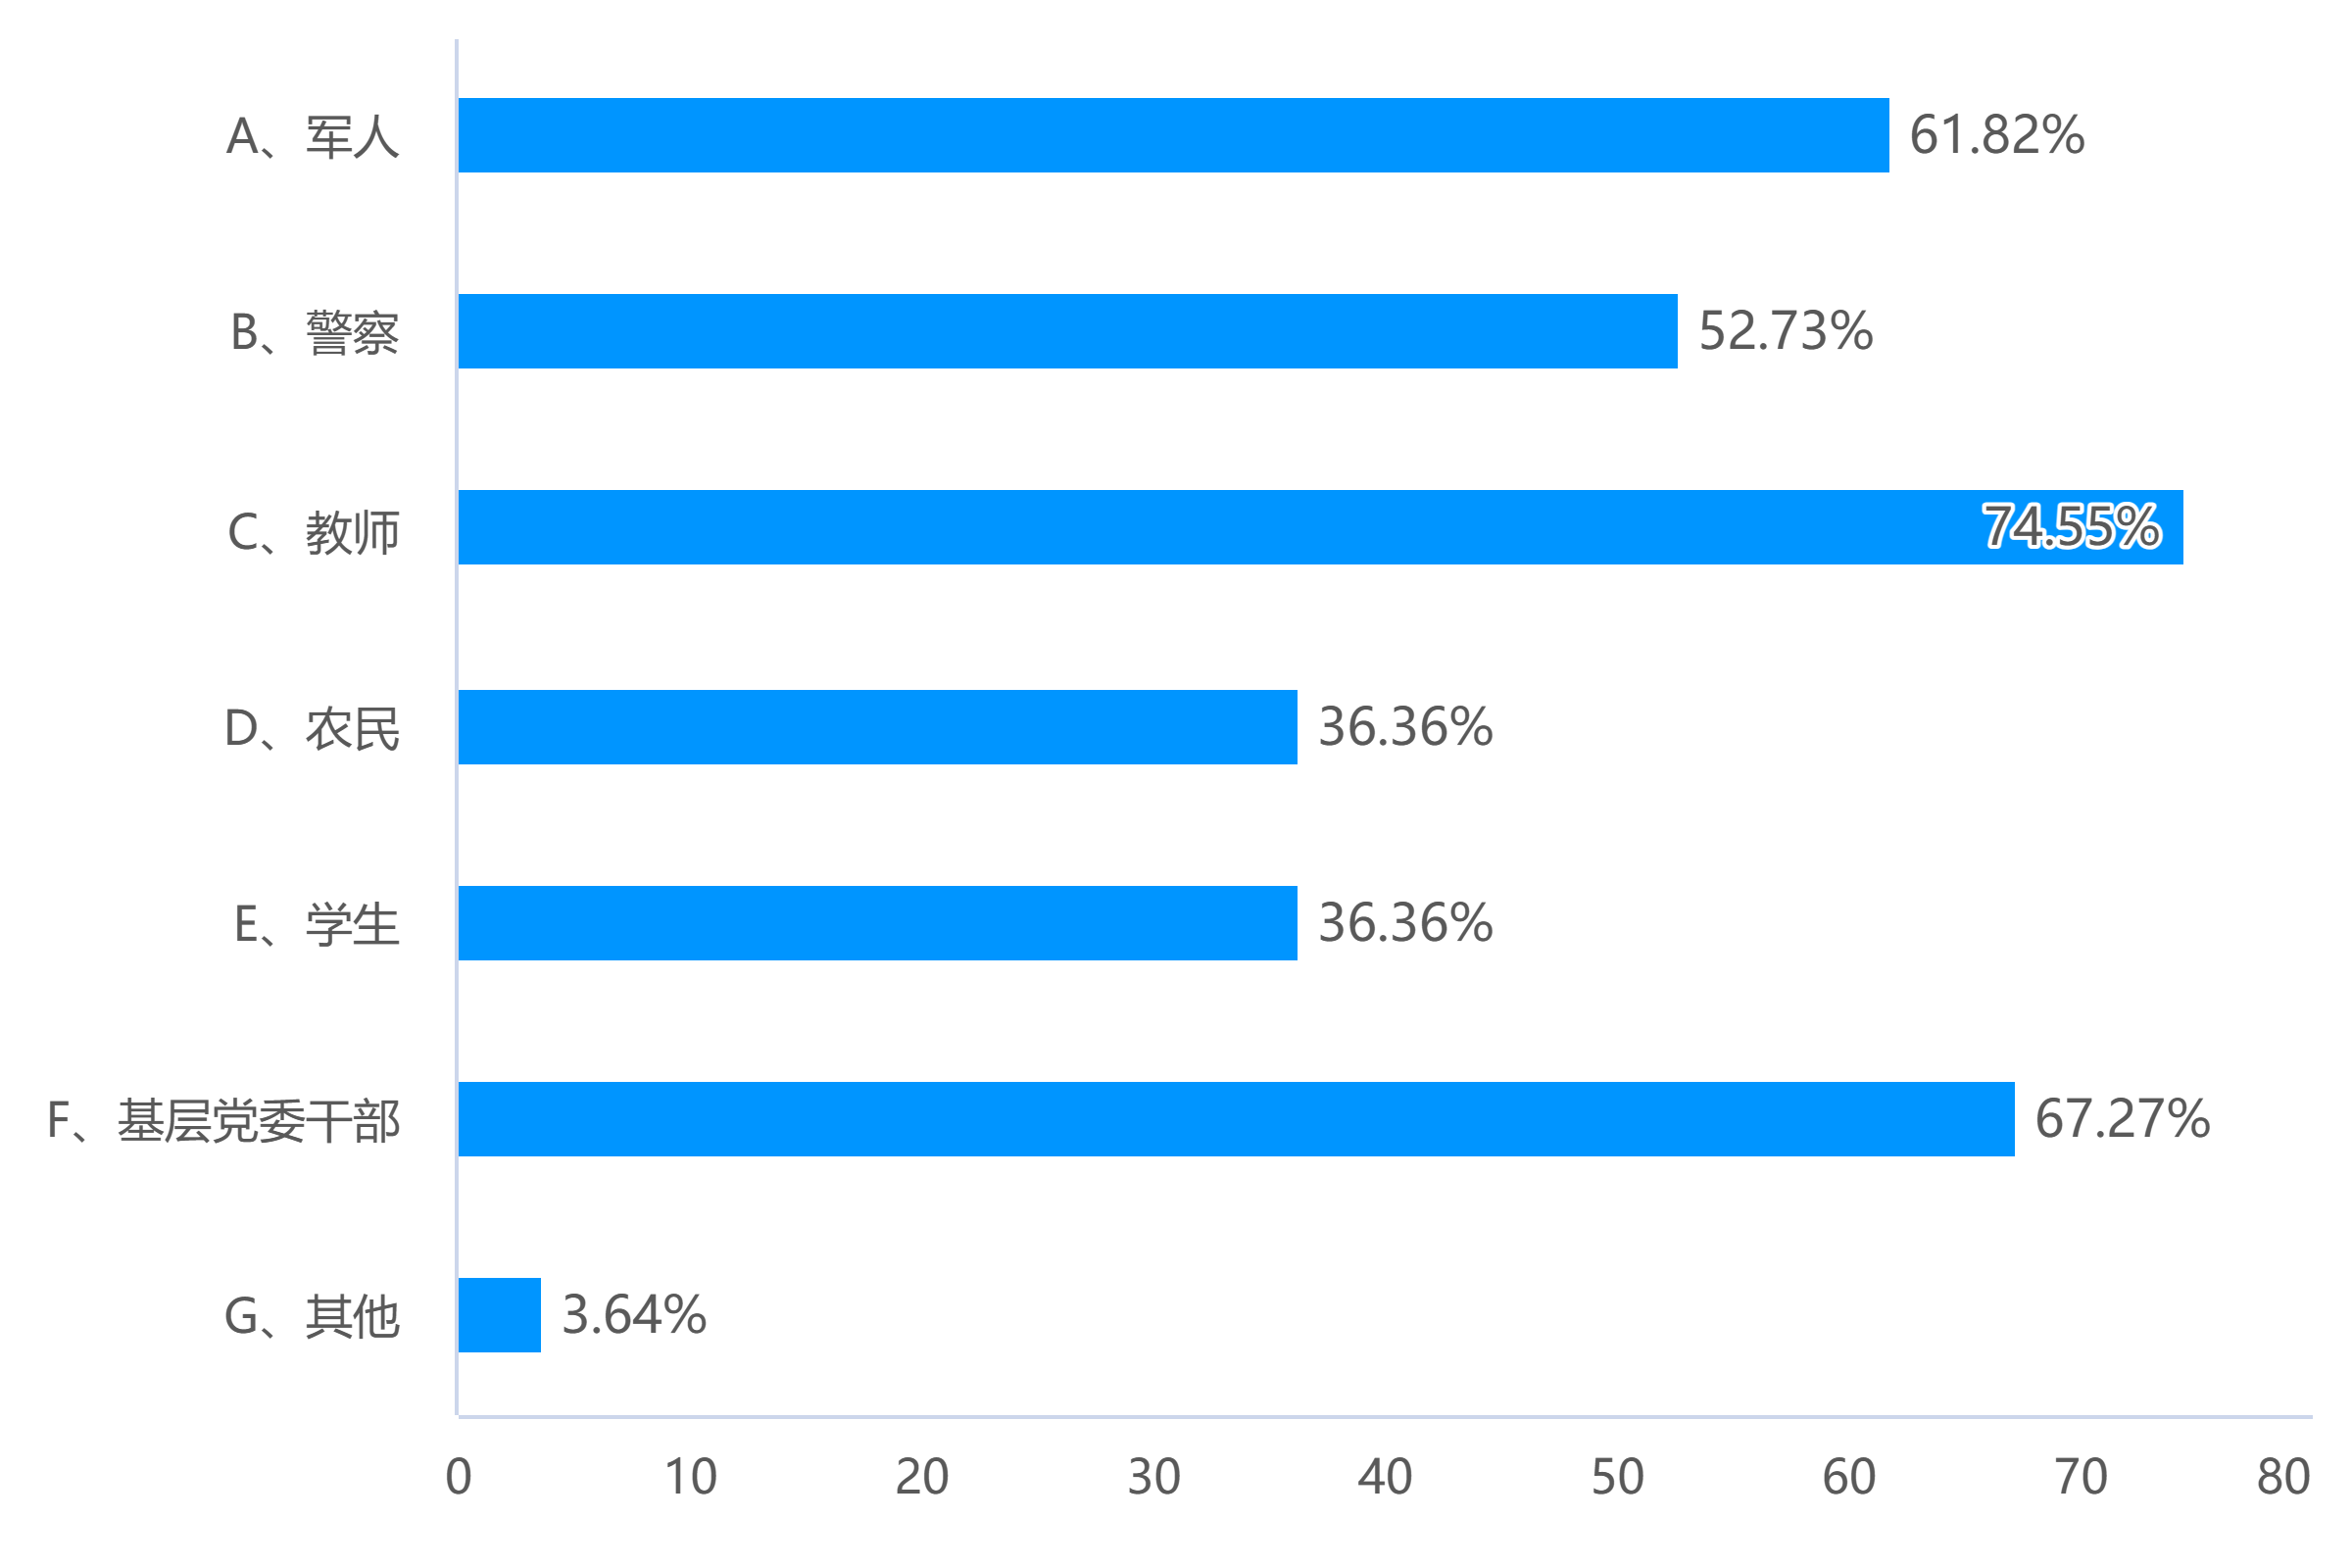 A、军人 61.82%
B、警察 52.73%
C、教师 74.55%
D、农民 36.36%
E、学生 36.36%
F、基层党委干部 67.27%
G、其他 3.64%
0 10 20 30 40 50 60 70 80